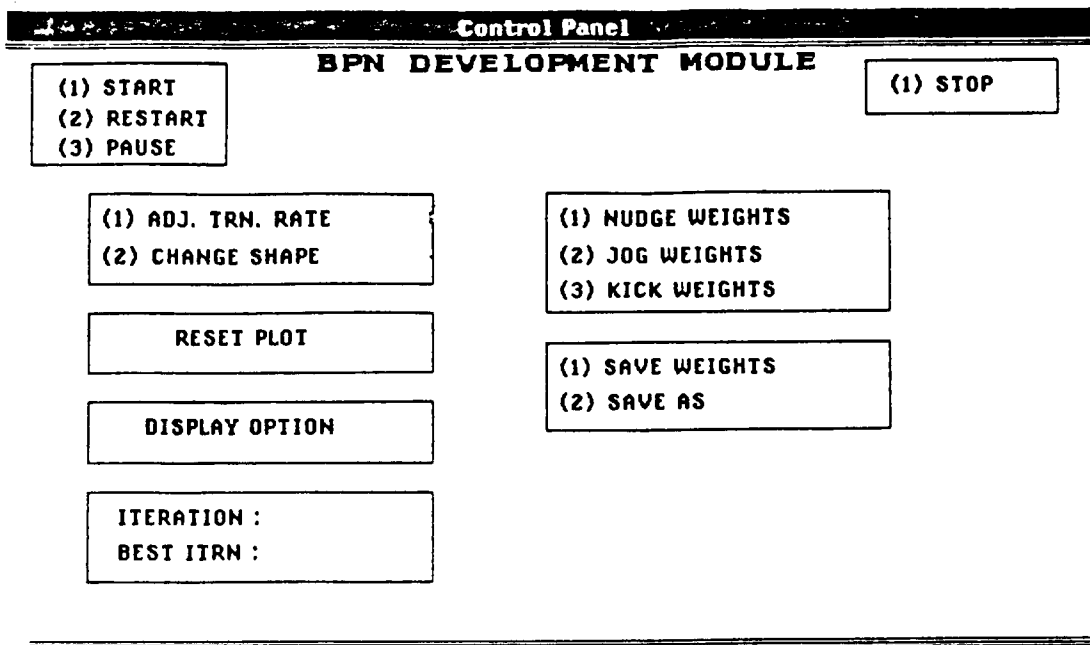 Control Panel
BPN DEVELOPMENT MODULE
(1) START
(2) RESTART
(3) PAUSE
(1) STOP
(1) ADJ. TRN. RATE
(2) CHANGE SHAPE
(1) NUDGE WEIGHTS
(2) JOG WEIGHTS
(3) KICK WEIGHTS
RESET PLOT
(1) SAVE WEIGHTS
(2) SAVE AS
DISPLAY OPTION
ITERATION :
BEST ITRN :